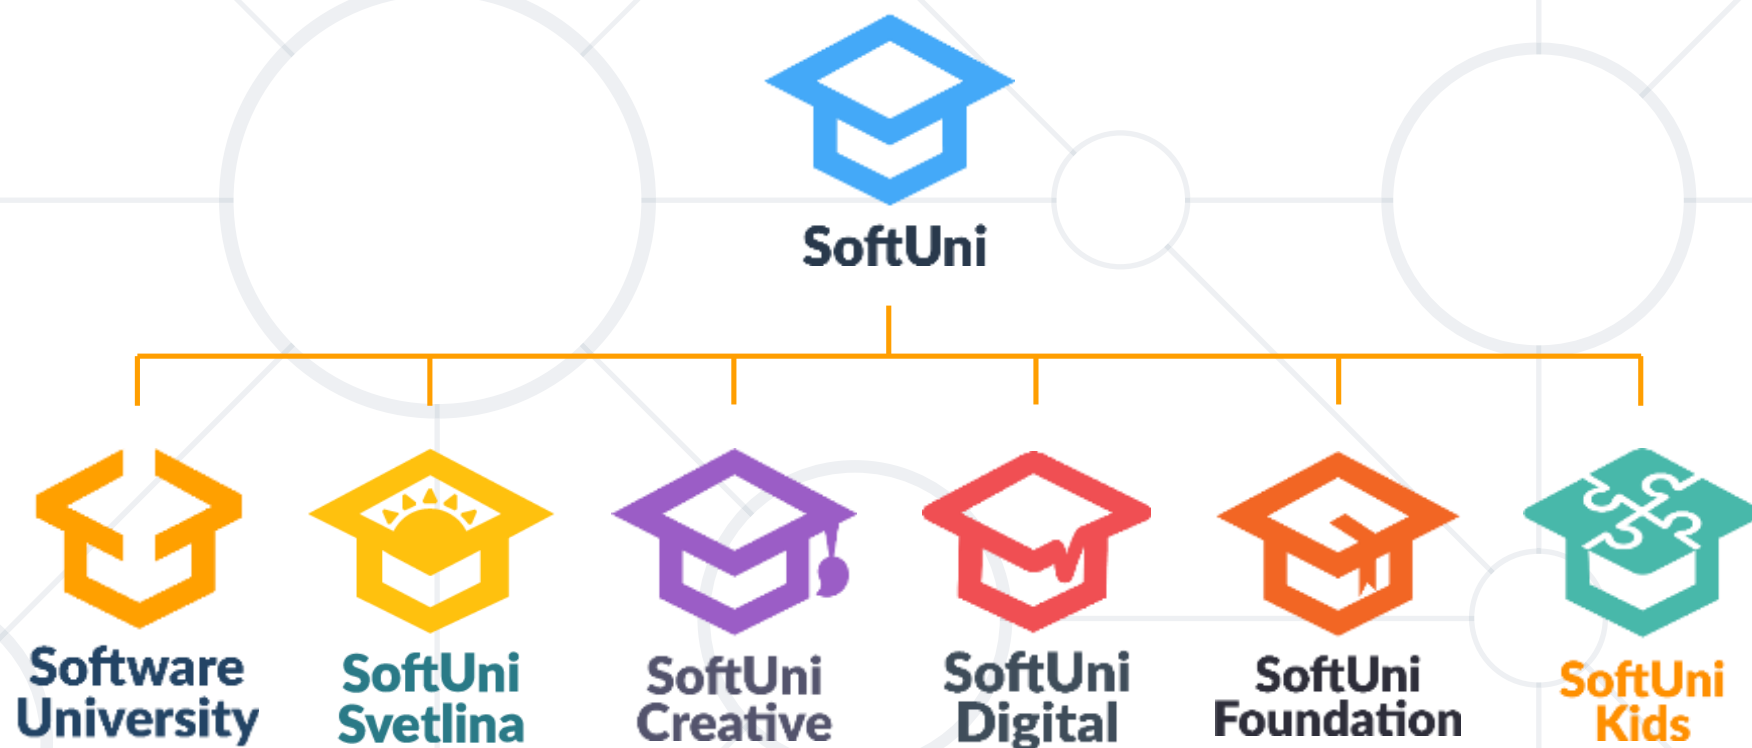 SoftUni
Software
University
SoftUni
Svetlina
SoftUni
Creative
SoftUni
Digital
SoftUni
Foundation
SoftUni
Kids